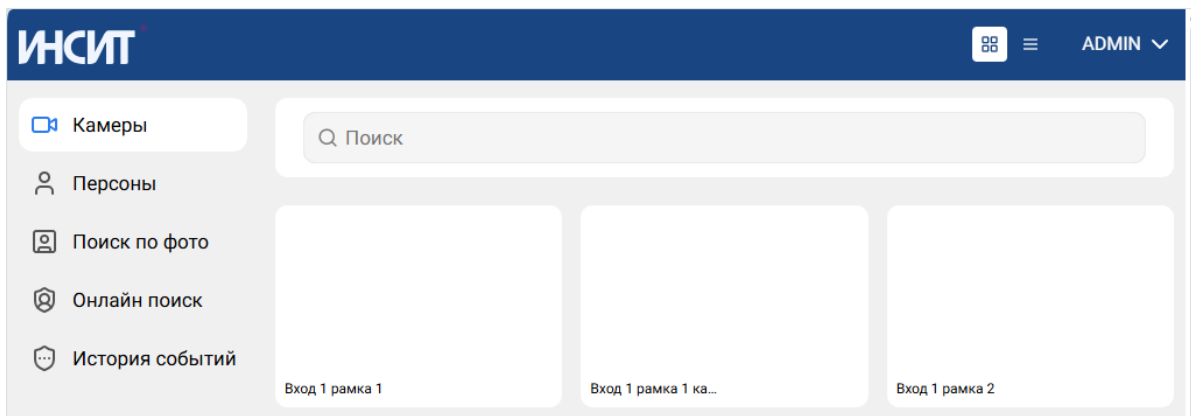 ИНСИТ
ADMIN
Камеры
Персоны
Поиск по фото
Онлайн поиск
История событий
Поиск
Вход 1 рамка 1
Вход 1 рамка 1 ка...
Вход 1 рамка 2